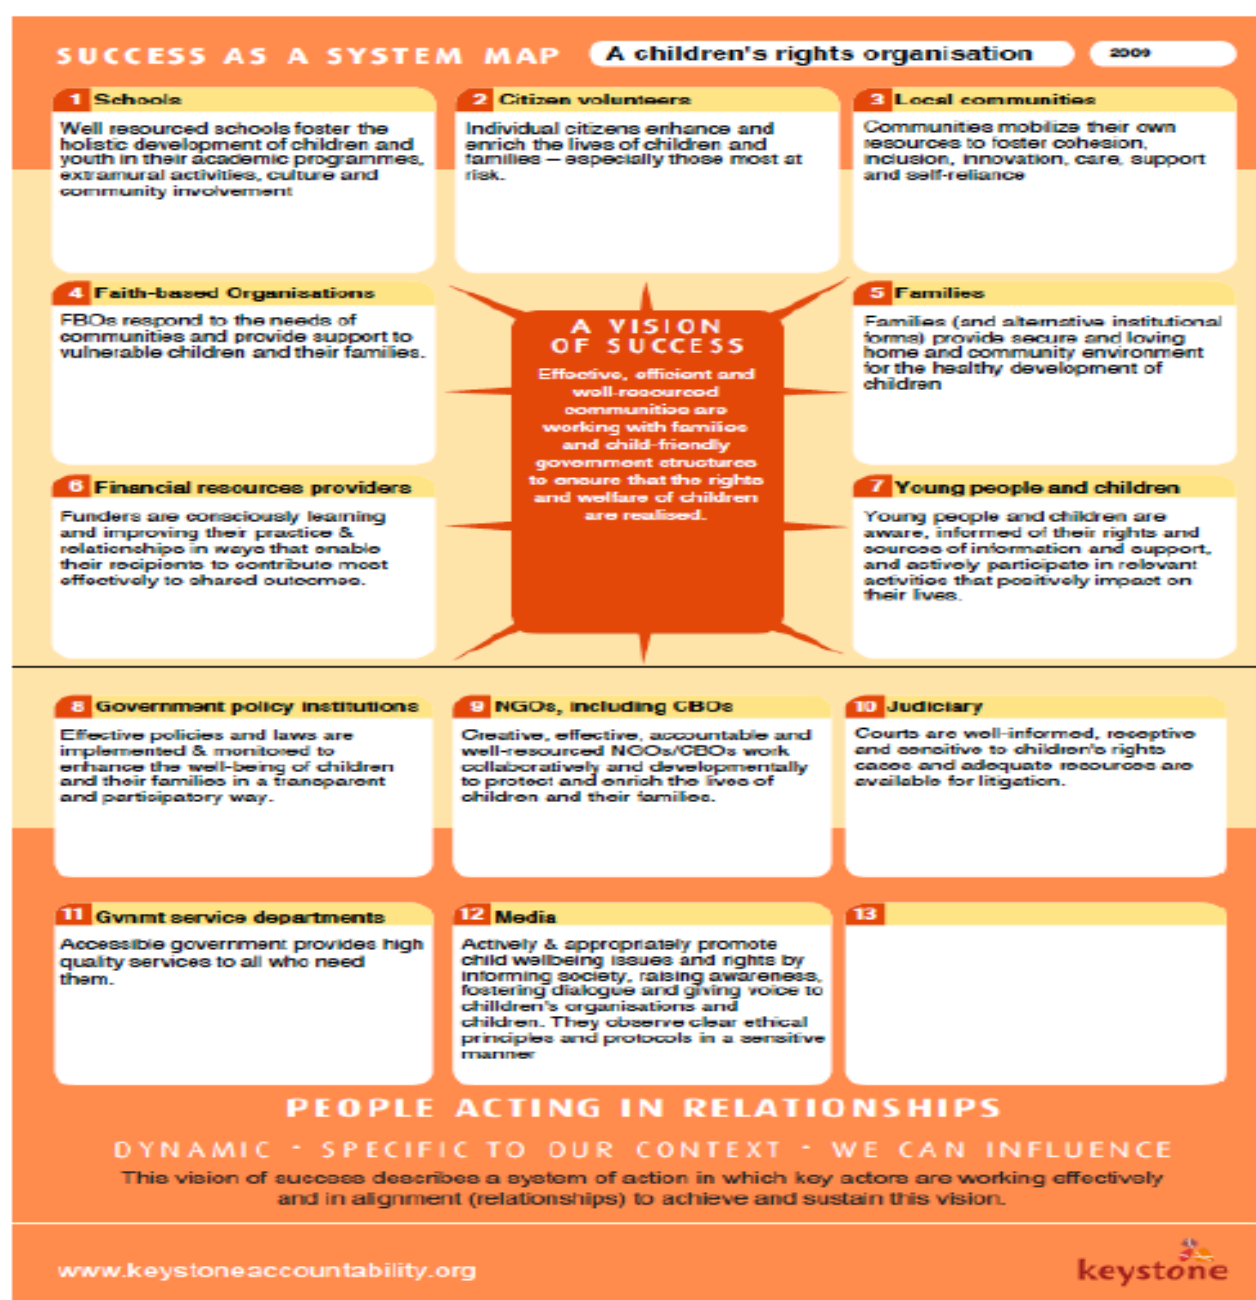 SUCCESS AS A SYSTEM MAP
A children's rights organisation
2009
1 Schools
Well resourced schools foster the
holistic development of children and
youth in their academic programmes,
extramural activities, culture and
community involvement
2 Citizen volunteers
Individual citizens enhance and
enrich the lives of children and
families – especially those most at
risk.
3 Local communities
Communities mobilize their own
resources to foster cohesion,
inclusion, innovation, care, support
and self-reliance
4 Faith-based Organisations
FBOs respond to the needs of
communities and provide support to
vulnerable children and their families.
A VISION
OF SUCCESS
Effective, efficient and
well-resourced
communities are
working with families
and child-friendly
government structures
to ensure that the rights
and welfare of children
are realised.
5 Families
Families (and alternative institutional
forms) provide secure and loving
home and community environment
for the healthy development of
children
6 Financial resources providers
Funders are consciously learning
and improving their practice &
relationships in ways that enable
their recipients to contribute most
effectively to shared outcomes.
7 Young people and children
Young people and children are
aware, informed of their rights and
sources of information and support,
and actively participate in relevant
activities that positively impact on
their lives.
8 Government policy institutions
Effective policies and laws are
implemented & monitored to
enhance the well-being of children
and their families in a transparent
and participatory way.
9 NGOs, including CBOs
Creative, effective, accountable and
well-resourced NGOs/CBOs work
collaboratively and developmentally
to protect and enrich the lives of
children and their families.
10 Judiciary
Courts are well-informed, receptive
and sensitive to children's rights
cases and adequate resources are
available for litigation.
11 Gvnmt service departments
Accessible government provides high
quality services to all who need
them.
12 Media
Actively & appropriately promote
child wellbeing issues and rights by
informing society, raising awareness,
fostering dialogue and giving voice to
chilldren's organisations and
children. They observe clear ethical
principles and protocols in a sensitive
manner
13
PEOPLE ACTING IN RELATIONSHIPS
DYNAMIC - SPECIFIC TO OUR CONTEXT - WE CAN INFLUENCE
This vision of success describes a system of action in which key actors are working effectively
and in alignment (relationships) to achieve and sustain this vision.
www.keystoneaccountability.org
keystone